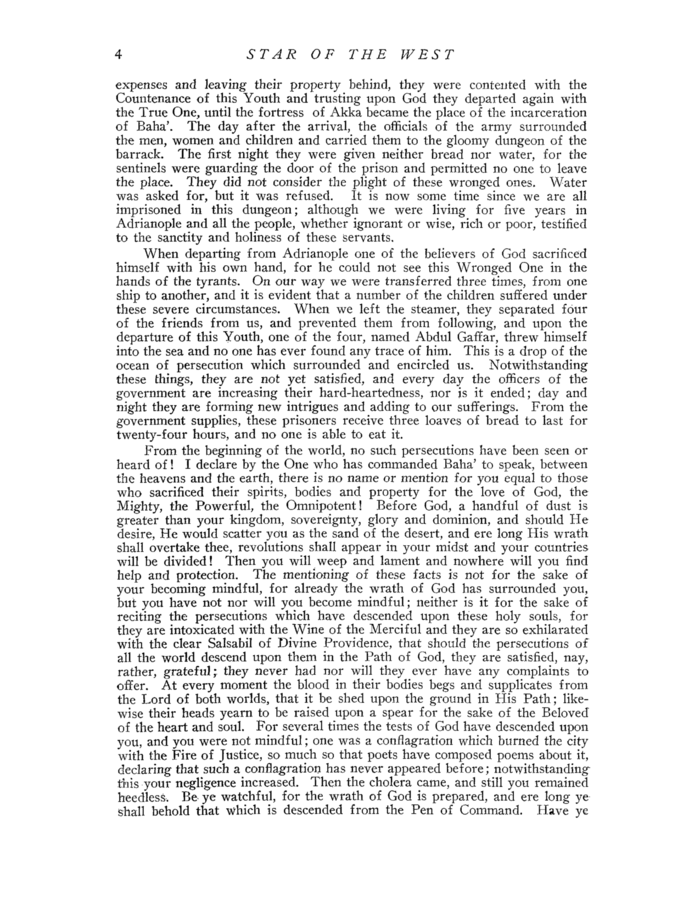 4 STAR OF THE WEST
expenses and leaving their property behind, they were contented with the
Countenance of this Youth and trusting upon God they departed again with
the True One, until the fortress of Akka became the place of the incarceration
of Baha'. The day after the arrival, the officials of the army surrounded
the men, women and children and carried them to the gloomy dungeon of the
barrack. The first night they were given neither bread nor water, for the
sentinels were guarding the door of the prison and permitted no one to leave
the place. They did not consider the plight of these wronged ones. Water
was asked for, but it was refused. It is now some time since we are all
imprisoned in this dungeon; although we were living for five years in
Adrianople and all the people, whether ignorant or wise, rich or poor, testified
to the sanctity and holiness of these servants.
When departing from Adrianople one of the believers of God sacrificed
himself with his own hand, for he could not see this Wronged One in the
hands of the tyrants. On our way we were transferred three times, from one
ship to another, and it is evident that a number of the children suffered under
these severe circumstances. When we left the steamer, they separated four
of the friends from us, and prevented them from following, and upon the
departure of this Youth, one of the four, named Abdul Gaffar, threw himself
into the sea and no one has ever found any trace of him. This is a drop of the
ocean of persecution which surrounded and encircled us. Notwithstanding
these things, they are not yet satisfied, and every day the officers of the
government are increasing their hard-heartedness, nor is it ended; day and
night they are forming new intrigues and adding to our sufferings. From the
government supplies, these prisoners receive three loaves of bread to last for
twenty-four hours, and no one is able to eat it.
From the beginning of the world, no such persecutions have been seen or
heard of! I declare by the One who has commanded Baha' to speak, between
the heavens and the earth, there is no name or mention for you equal to those
who sacrificed their spirits, bodies and property for the love of God, the
Mighty, the Powerful, the Omnipotent! Before God, a handful of dust is
greater than your kingdom, sovereignty, glory and dominion, and should He
desire, He would scatter you as the sand of the desert, and ere long His wrath
shall overtake thee, revolutions shall appear in your midst and your countries
will be divided! Then you will weep and lament and nowhere will you find
help and protection. The mentioning of these facts is not for the sake of
your becoming mindful, for already the wrath of God has surrounded you,
but you have not nor will you become mindful; neither is it for the sake of
reciting the persecutions which have descended upon these holy souls, for
they are intoxicated with the Wine of the Merciful and they are so exhilarated
with the clear Salsabil of Divine Providence, that should the persecutions of
all the world descend upon them in the Path of God, they are satisfied, nay,
rather, grateful; they never had nor will they ever have any complaints to
offer. At every moment the blood in their bodies begs and supplicates from
the Lord of both worlds, that it be shed upon the ground in His Path; like-
wise their heads yearn to be raised upon a spear for the sake of the Beloved
of the heart and soul. For several times the tests of God have descended upon
you, and you were not mindful; one was a conflagration which burned the city
with the Fire of Justice, so much so that poets have composed poems about it,
declaring that such a conflagration has never appeared before; notwithstanding
this your negligence increased. Then the cholera came, and still you remained
heedless. Be ye watchful, for the wrath of God is prepared, and ere long ye
shall behold that which is descended from the Pen of Command. Have ye